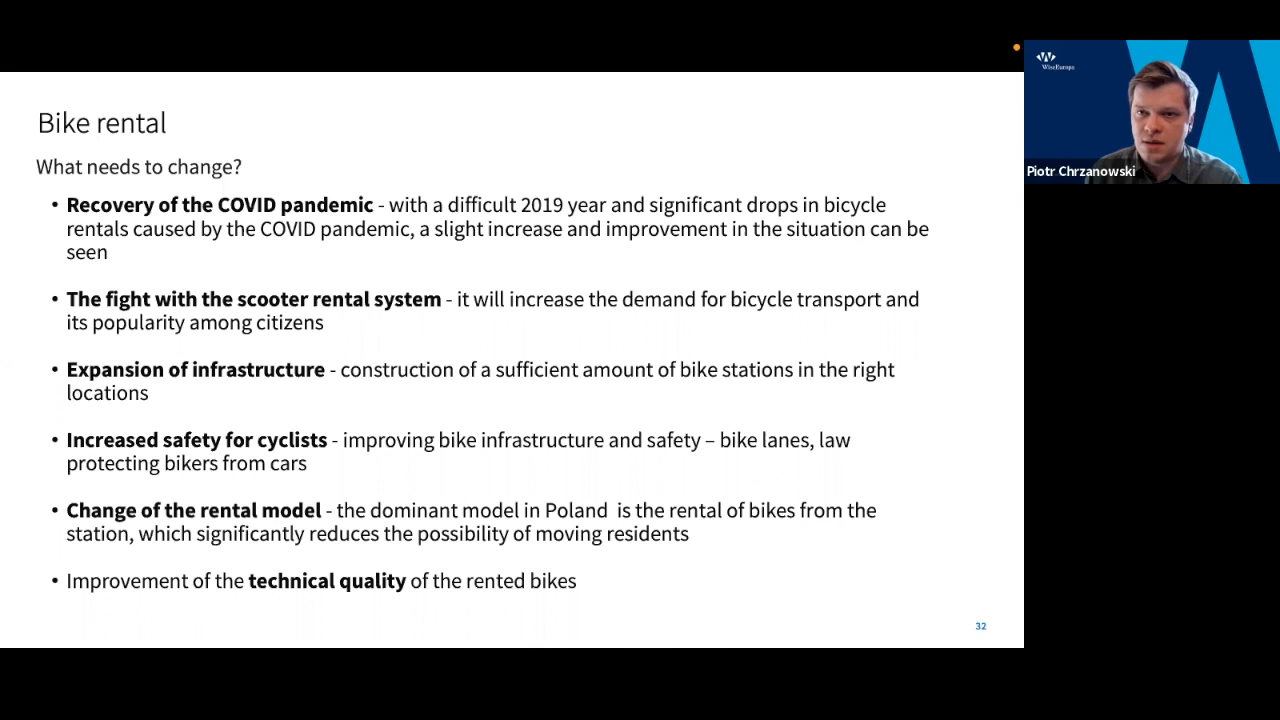 Bike rental
What needs to change?
• Recovery of the COVID pandemic - with a difficult 2019 year and significant drops in bicycle
rentals caused by the COVID pandemic, a slight increase and improvement in the situation can be
seen
• The fight with the scooter rental system - it will increase the demand for bicycle transport and
its popularity among citizens
• Expansion of infrastructure - construction of a sufficient amount of bike stations in the right
locations
• Increased safety for cyclists - improving bike infrastructure and safety – bike lanes, law
protecting bikers from cars
• Change of the rental model - the dominant model in Poland  is the rental of bikes from the
station, which significantly reduces the possibility of moving residents
• Improvement of the technical quality of the rented bikes
32
WiseEuropa
Piotr Chrzanowski